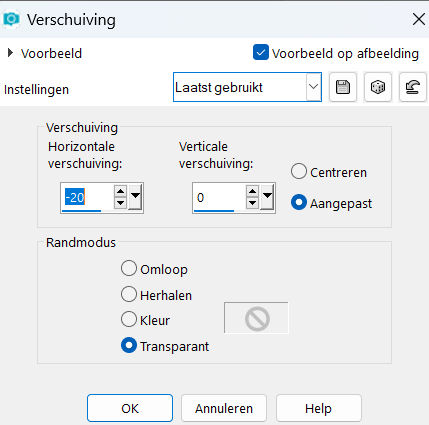 Verschuiving
Voorbeeld
Voorbeeld op afbeelding
Instellingen
Laatst gebruikt
Verschuiving
Horizontale verschuiving:
Verticale verschuiving:
-20
0
Centreren
Aangepast
Randmodus
Omloop
Herhalen
Kleur
Transparant
OK
Annuleren
Help